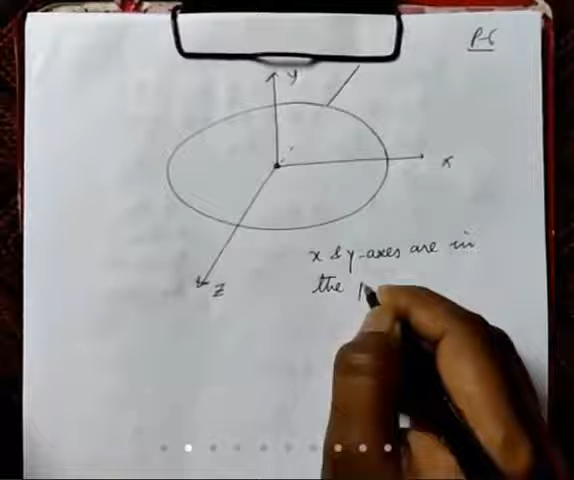 P-6
y
x
z
x & y-axes are in
the p